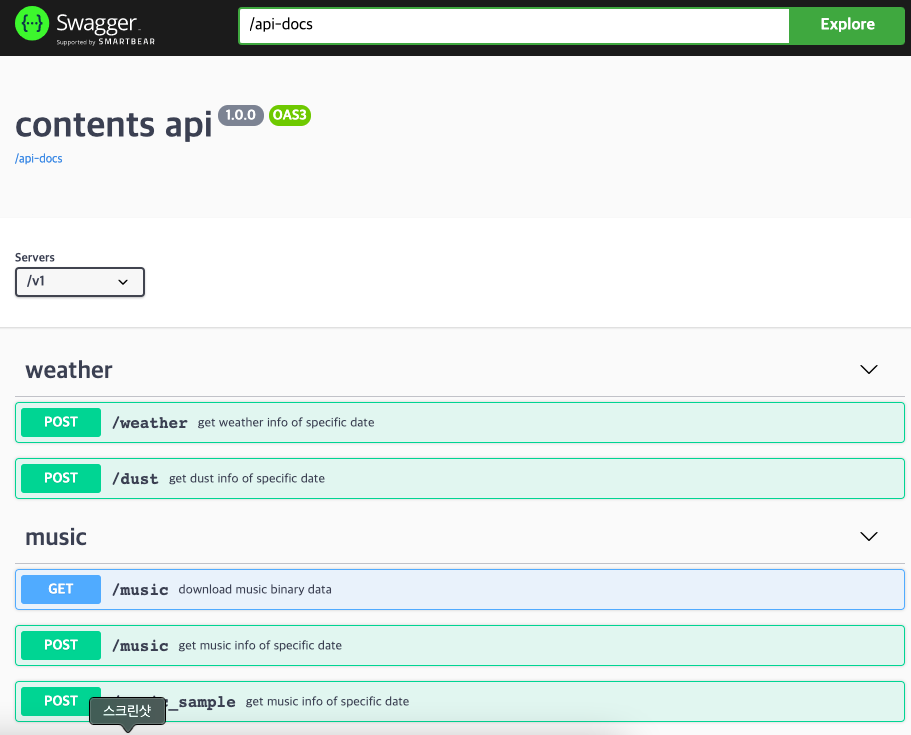 {···} Swagger
Supported by SMARTBEAR
/api-docs
Explore
contents api 1.0.0 OAS3
/api-docs
Servers
/v1
weather
POST /weather get weather info of specific date
POST /dust get dust info of specific date
music
GET /music download music binary data
POST /music get music info of specific date
POST _sample get music info of specific date
스크린샷